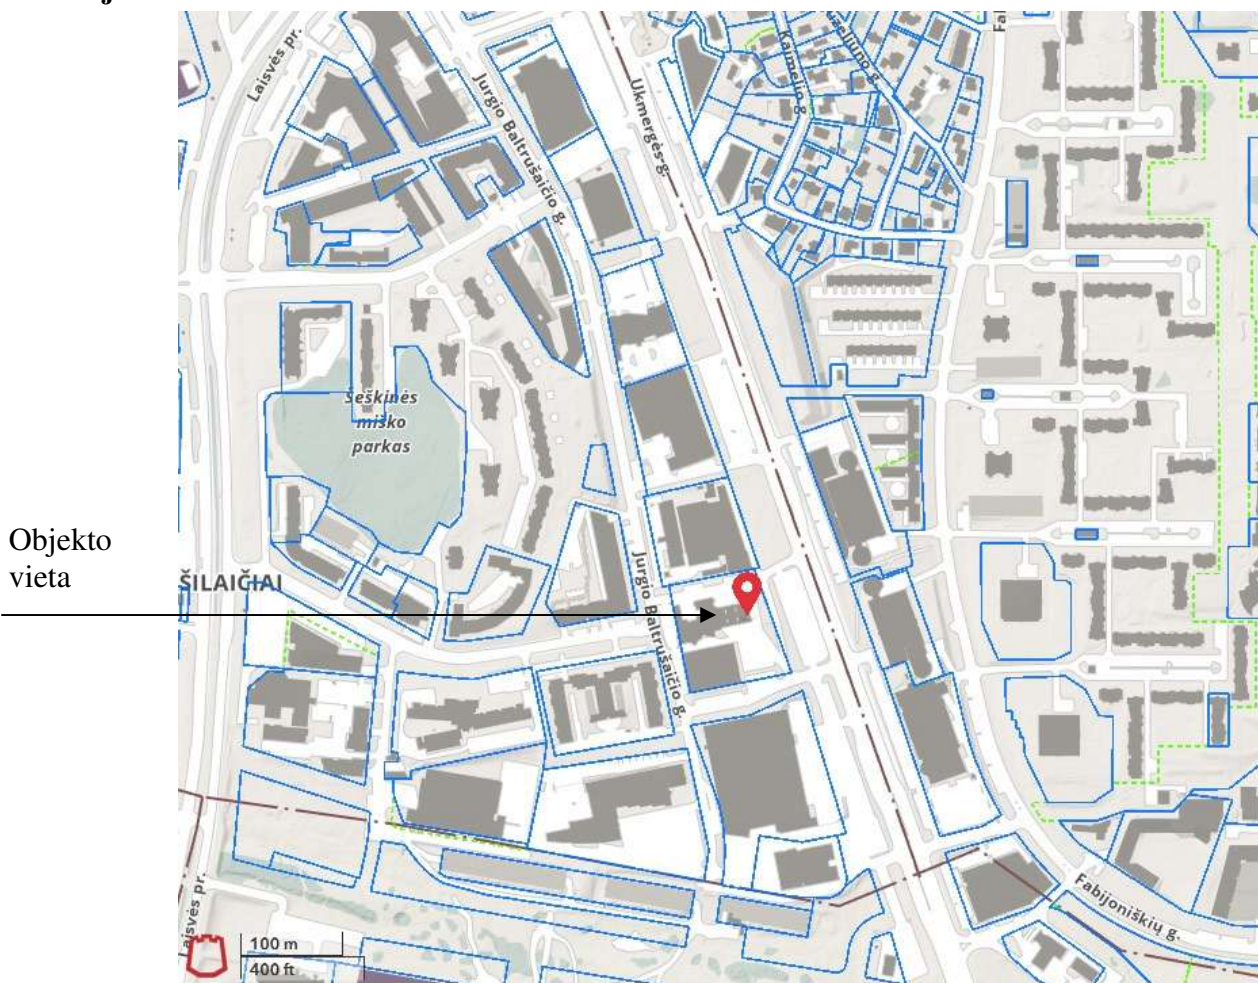 Laisvės pr.
Jurgio Baltrušaičio g.
Ukmergės g.
Kaimelio g.
Šeškinės
miško
parkas
Objekto
vieta
ŠILAIČIAI
Jurgio Baltrušaičio g.
Fabijoniškių g.
Laisvės pr.
100 m
400 ft